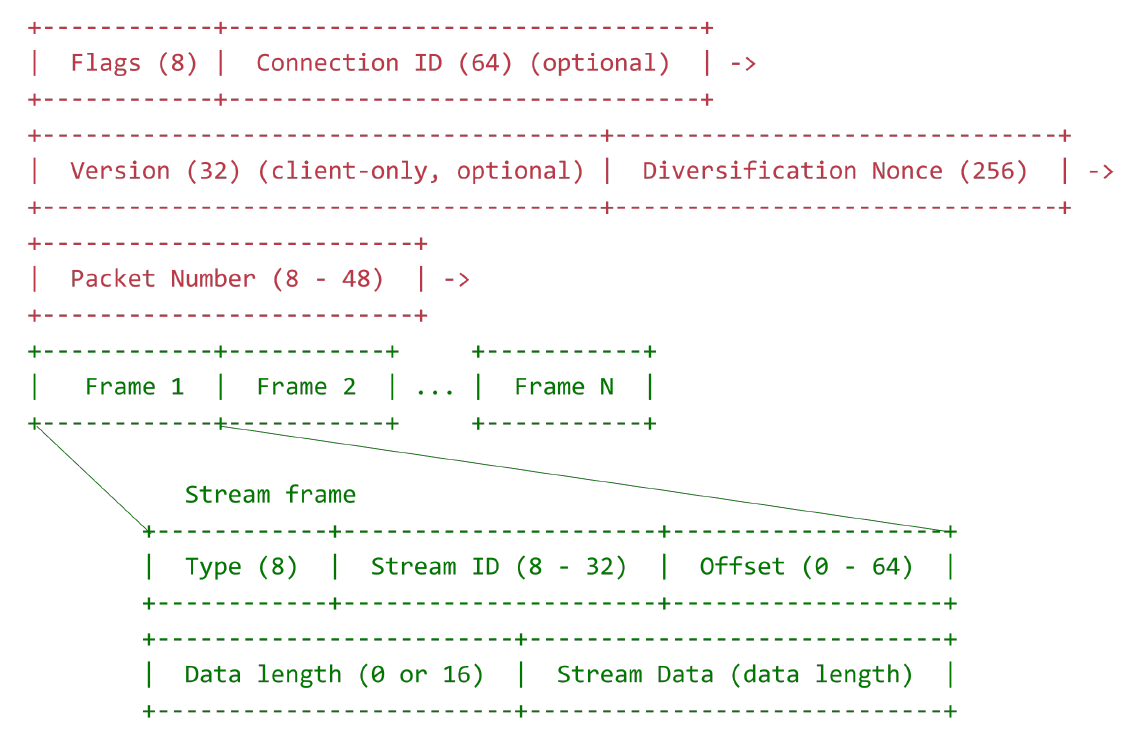 Flags (8) | Connection ID (64) (optional) | ->
Version (32) (client-only, optional) | Diversification Nonce (256) | ->
Packet Number (8 - 48) | ->
Frame 1 | Frame 2 | ... | Frame N |
Stream frame
Type (8) | Stream ID (8 - 32) | Offset (0 - 64) |
Data length (0 or 16) | Stream Data (data length) |